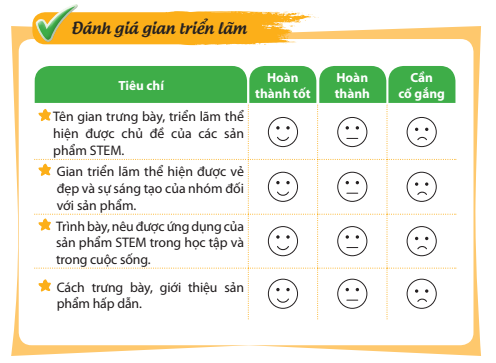 Đánh giá gian triển lãm
Tiêu chí
Hoàn
thành tốt
Hoàn
thành
Cần
cố gắng
Tên gian trưng bày, triển lãm thể
hiện được chủ đề của các sản
phẩm STEM.
Gian triển lãm thể hiện được vẻ
đẹp và sự sáng tạo của nhóm đối
với sản phẩm.
Trình bày, nêu được ứng dụng của
sản phẩm STEM trong học tập và
trong cuộc sống.
Cách trưng bày, giới thiệu sản
phẩm hấp dẫn.